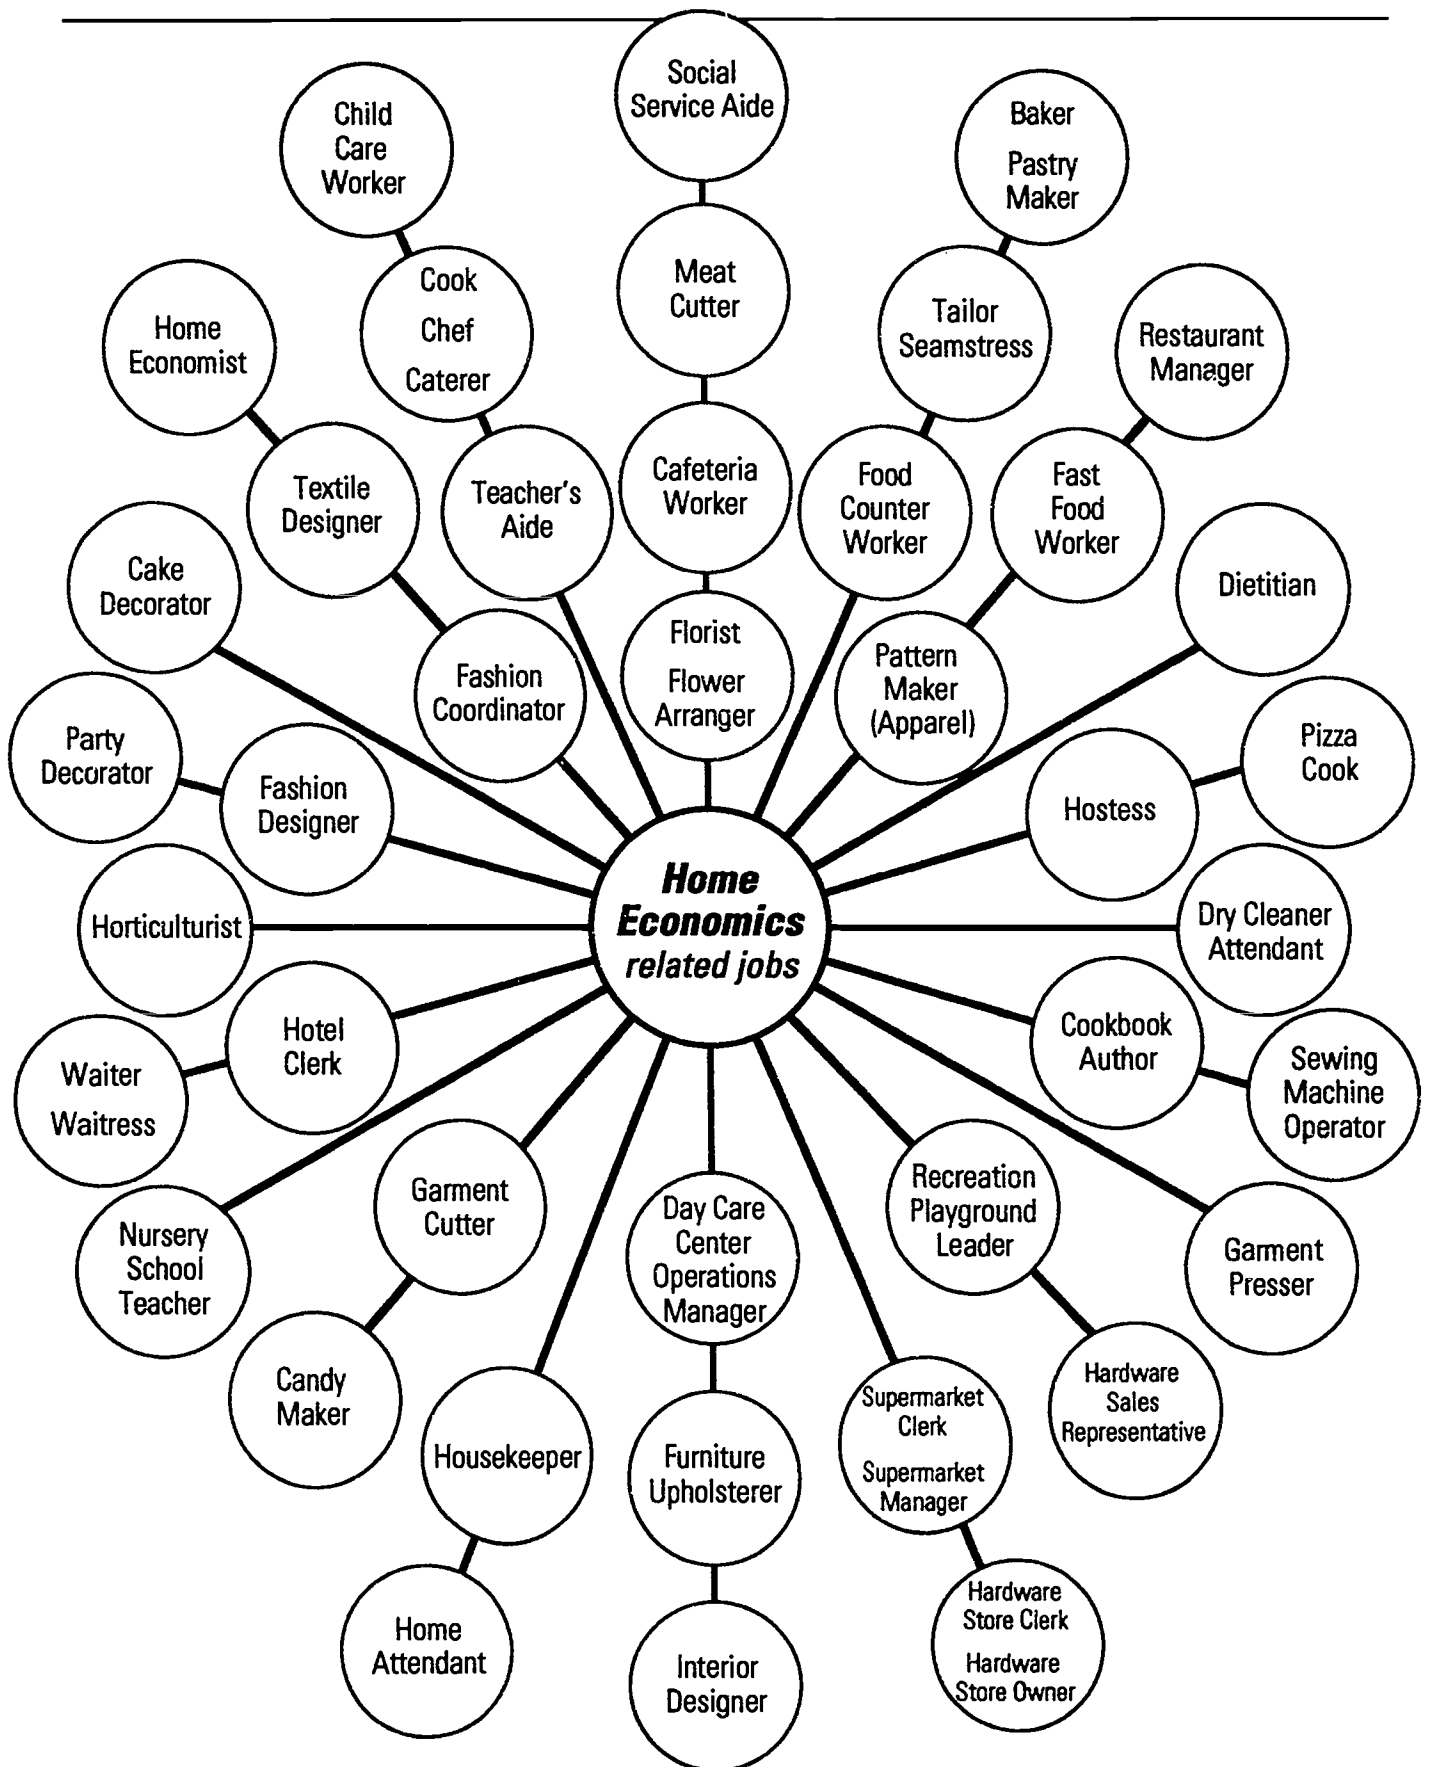 Social
Service Aide
Child
Care
Worker
Baker
Pastry
Maker
Meat
Cutter
Cook
Chef
Caterer
Tailor
Seamstress
Home
Economist
Restaurant
Manager
Textile
Designer
Teacher's
Aide
Cafeteria
Worker
Food
Counter
Worker
Fast
Food
Worker
Cake
Decorator
Dietitian
Fashion
Coordinator
Florist
Flower
Arranger
Pattern
Maker
(Apparel)
Party
Decorator
Fashion
Designer
Hostess
Pizza
Cook
Home
Economics
related jobs
Horticulturist
Dry Cleaner
Attendant
Hotel
Clerk
Cookbook
Author
Waiter
Waitress
Sewing
Machine
Operator
Nursery
School
Teacher
Garment
Cutter
Day Care
Center
Operations
Manager
Recreation
Playground
Leader
Garment
Presser
Candy
Maker
Housekeeper
Furniture
Upholsterer
Supermarket
Clerk
Supermarket
Manager
Hardware
Sales
Representative
Home
Attendant
Interior
Designer
Hardware
Store Clerk
Hardware
Store Owner